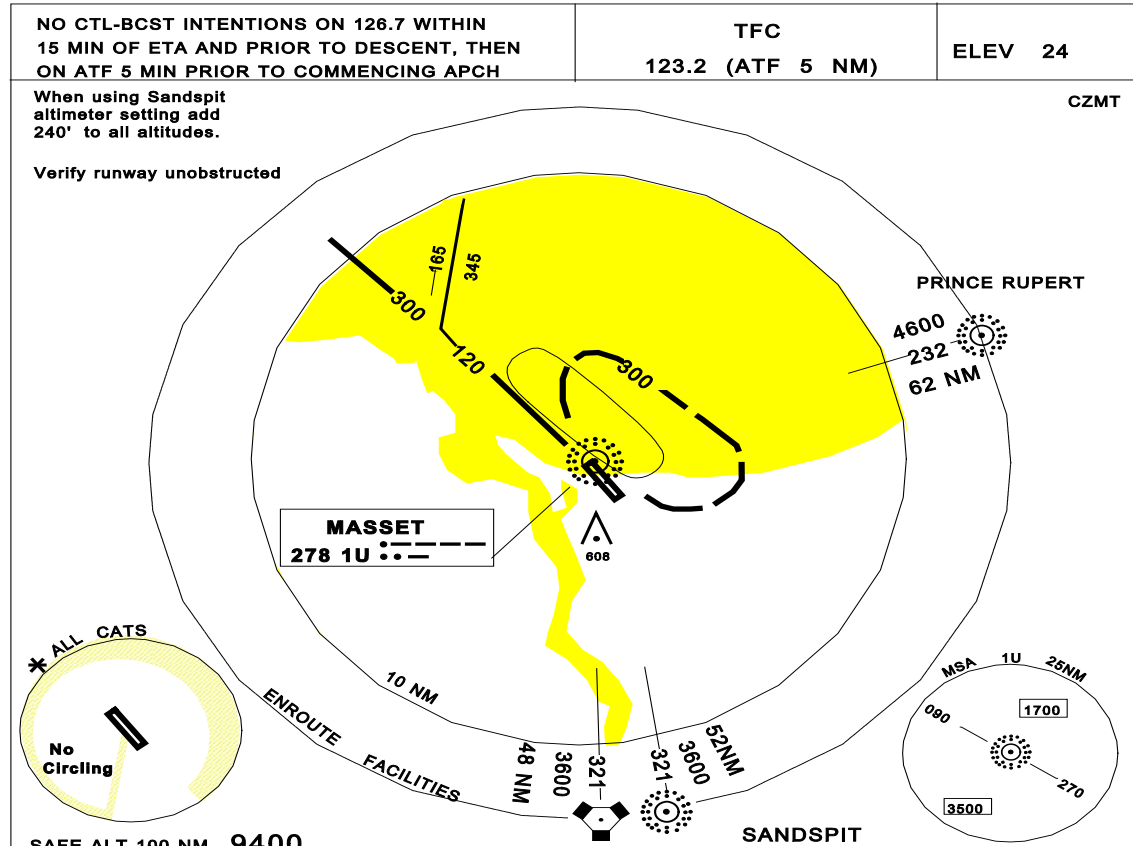 NO CTL-BCST INTENTIONS ON 126.7 WITHIN
15 MIN OF ETA AND PRIOR TO DESCENT, THEN
ON ATF 5 MIN PRIOR TO COMMENCING APCH
TFC
123.2 (ATF 5 NM)
ELEV 24
When using Sandspit
altimeter setting add
240' to all altitudes.
Verify runway unobstructed
CZMT
165
345
300
120
300
PRINCE RUPERT
4600
232
62 NM
MASSET
278 1U
608
ALL CATS
No
Circling
10 NM
ENROUTE
FACILITIES
48 NM
3600
321
321
3600
52NM
SANDSPIT
MSA 1U 25NM
090
1700
270
3500
SAFE ALT 100 NM 9400